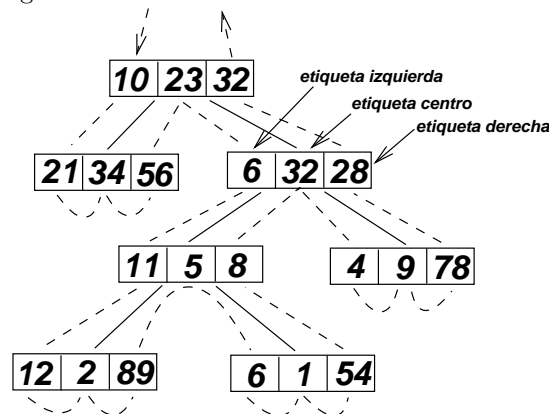 g
10 23 32
etiqueta izquierda
etiqueta centro
etiqueta derecha
21 34 56
6 32 28
11 5 8
4 9 78
12 2 89
6 1 54